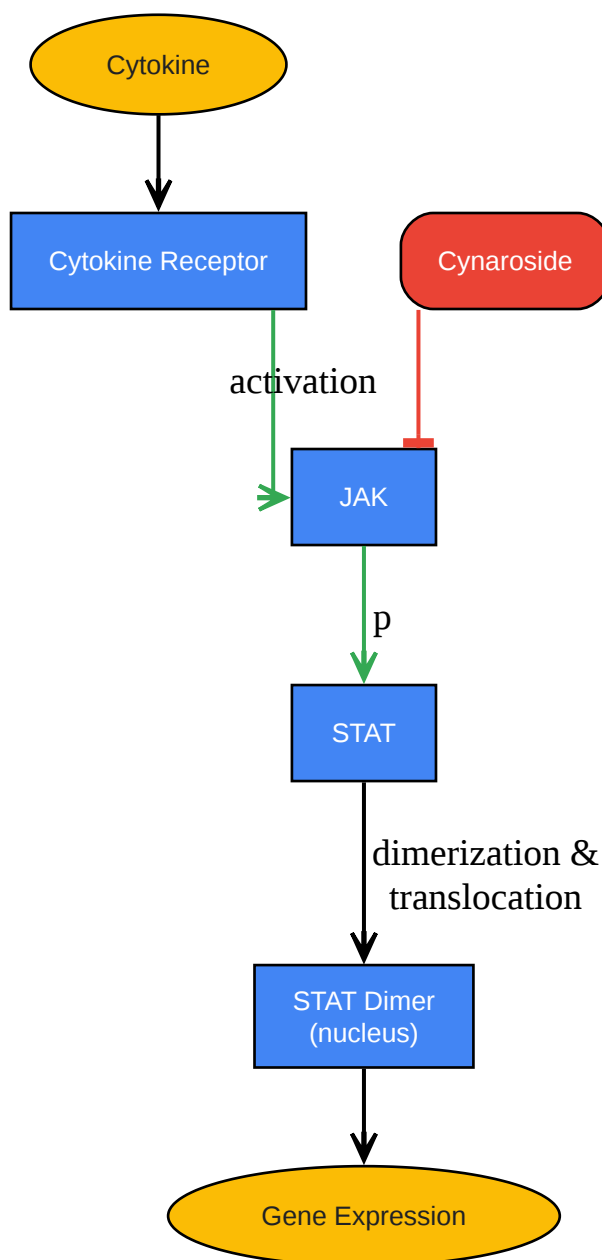 Cytokine
Cytokine Receptor
Cynaroside
activation
JAK
p
STAT
dimerization &
translocation
STAT Dimer
(nucleus)
Gene Expression